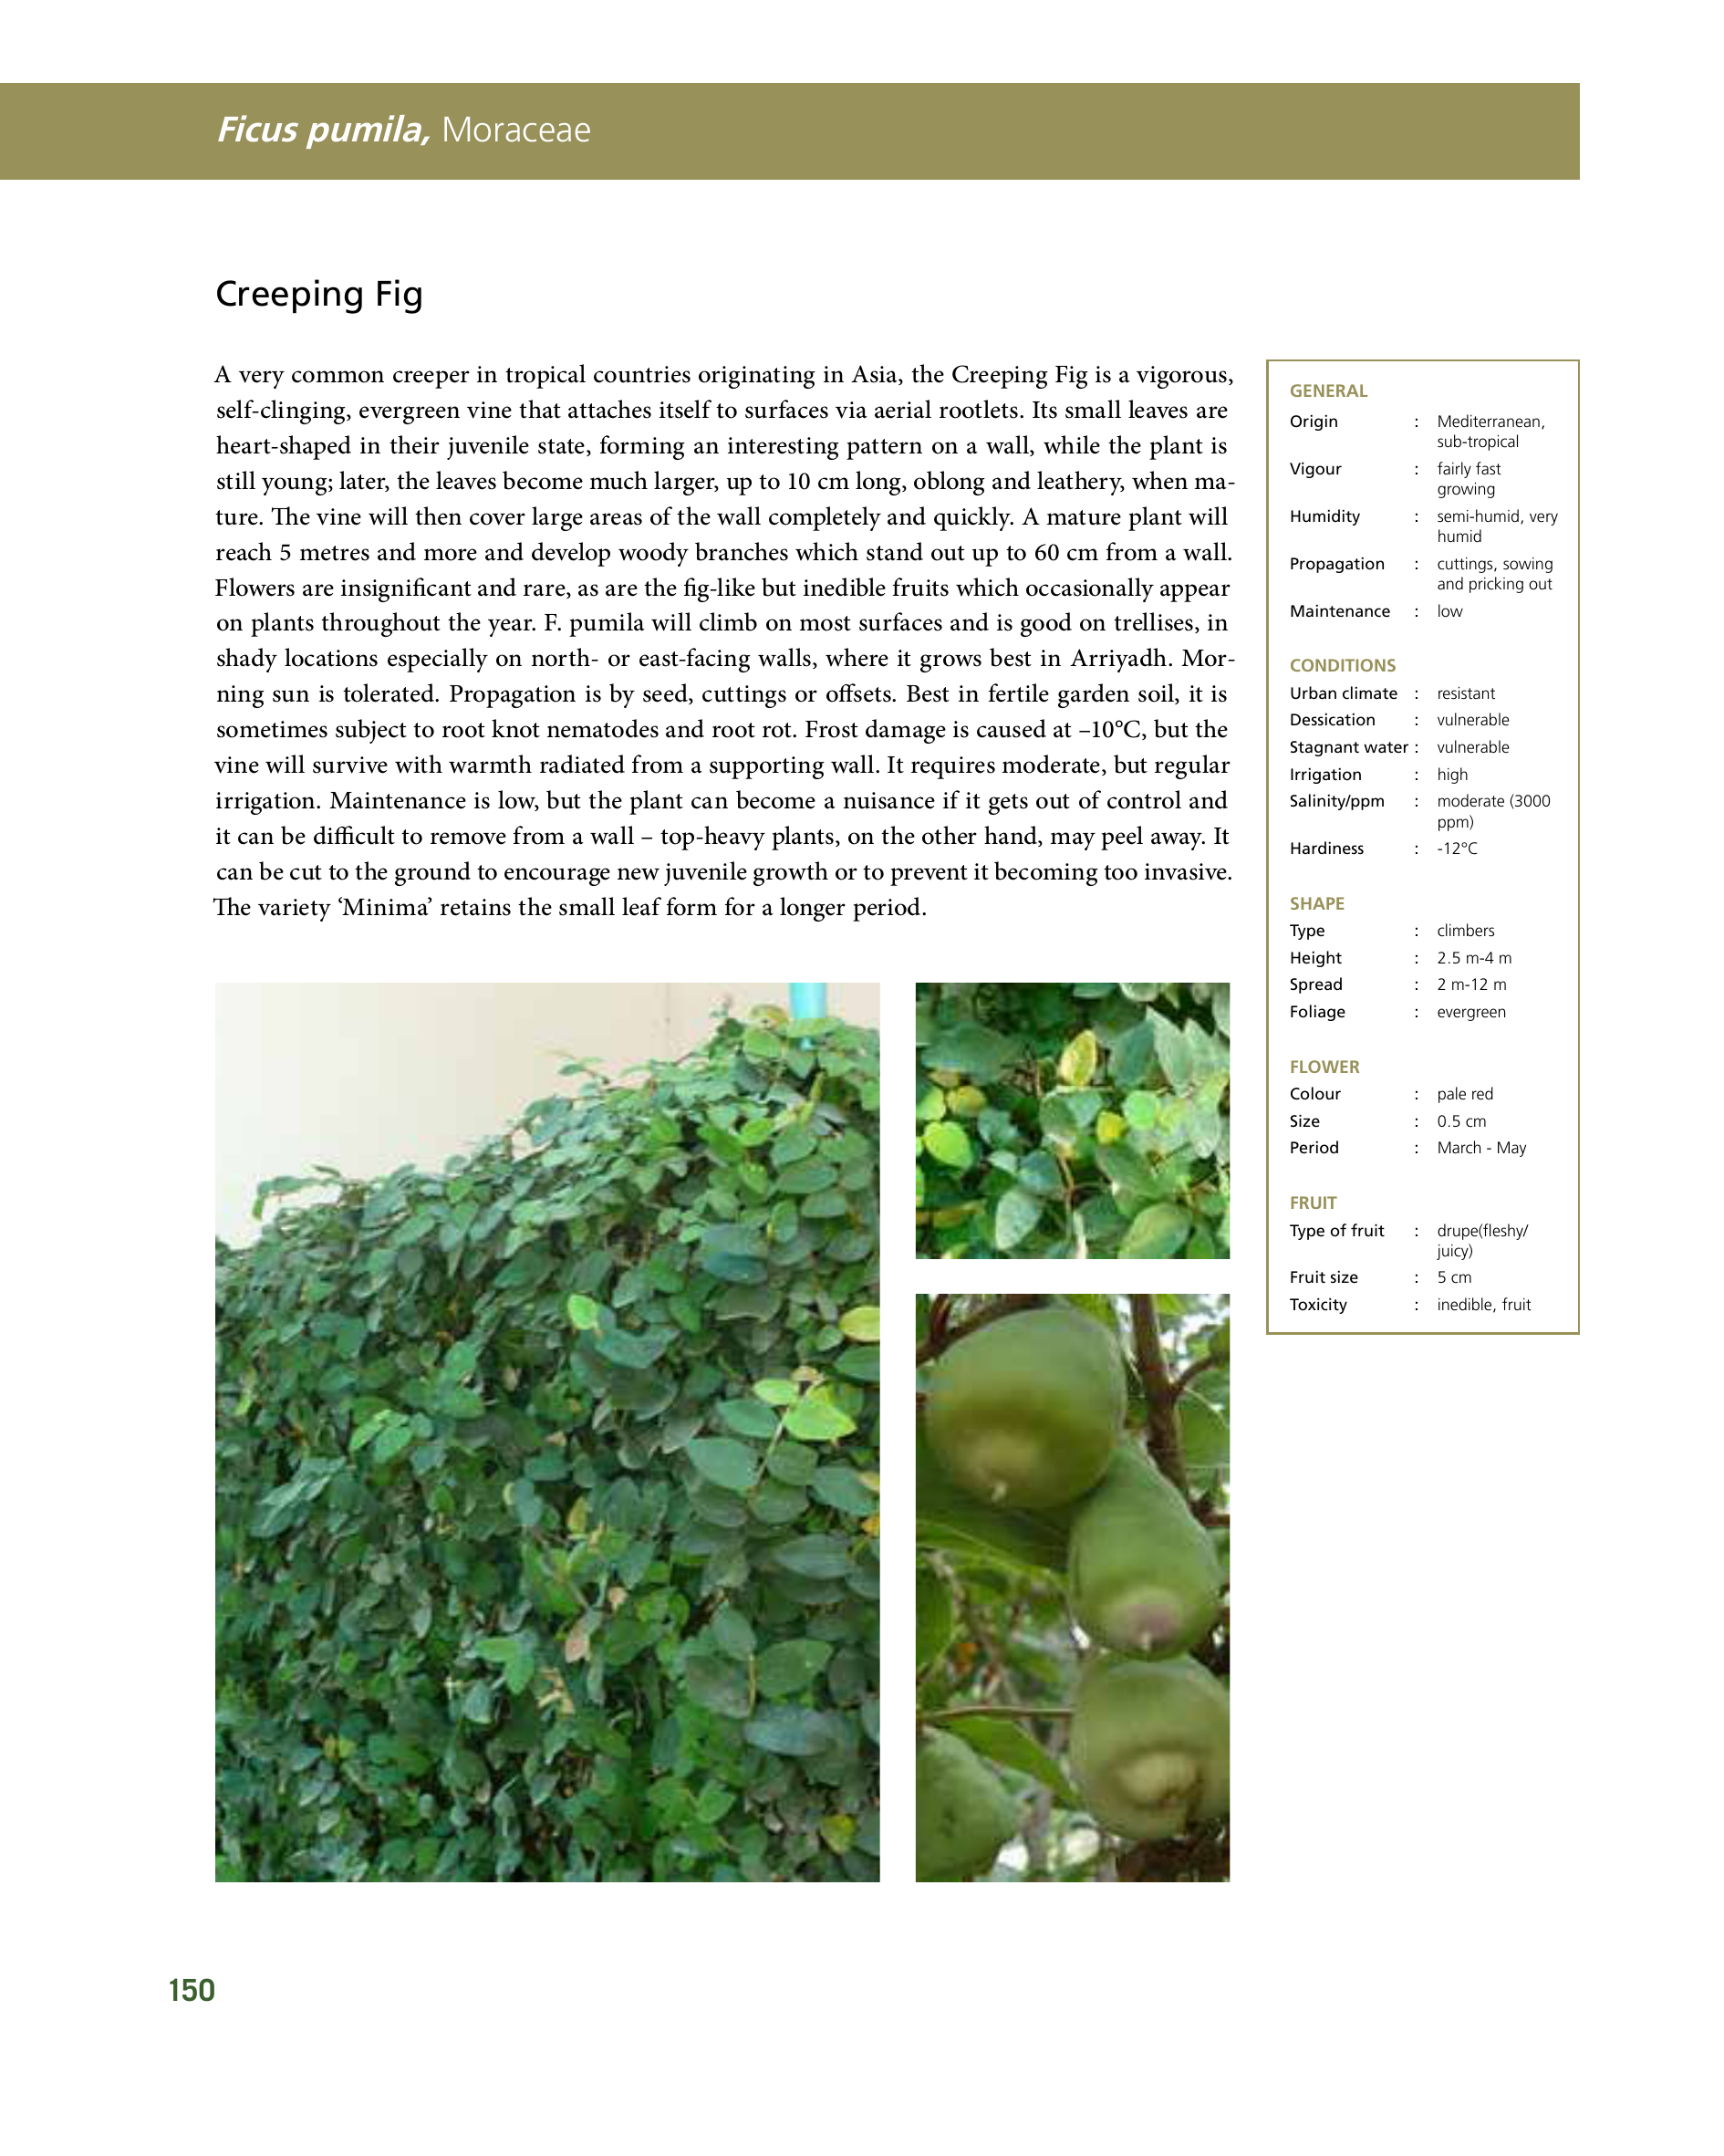 Ficus pumila, Moraceae
Creeping Fig
A very common creeper in tropical countries originating in Asia, the Creeping Fig is a vigorous,
self-clinging, evergreen vine that attaches itself to surfaces via aerial rootlets. Its small leaves are
heart-shaped in their juvenile state, forming an interesting pattern on a wall, while the plant is
still young; later, the leaves become much larger, up to 10 cm long, oblong and leathery, when ma-
ture. The vine will then cover large areas of the wall completely and quickly. A mature plant will
reach 5 metres and more and develop woody branches which stand out up to 60 cm from a wall.
Flowers are insignificant and rare, as are the fig-like but inedible fruits which occasionally appear
on plants throughout the year. F. pumila will climb on most surfaces and is good on trellises, in
shady locations especially on north- or east-facing walls, where it grows best in Arriyadh. Mor-
ning sun is tolerated. Propagation is by seed, cuttings or offsets. Best in fertile garden soil, it is
sometimes subject to root knot nematodes and root rot. Frost damage is caused at –10°C, but the
vine will survive with warmth radiated from a supporting wall. It requires moderate, but regular
irrigation. Maintenance is low, but the plant can become a nuisance if it gets out of control and
it can be difficult to remove from a wall – top-heavy plants, on the other hand, may peel away. It
can be cut to the ground to encourage new juvenile growth or to prevent it becoming too invasive.
The variety ‘Minima’ retains the small leaf form for a longer period.
GENERAL
Origin : Mediterranean,
sub-tropical
Vigour : fairly fast
growing
Humidity : semi-humid, very
humid
Propagation : cuttings, sowing
and pricking out
Maintenance : low
CONDITIONS
Urban climate : resistant
Dessication : vulnerable
Stagnant water : vulnerable
Irrigation : high
Salinity/ppm : moderate (3000
ppm)
Hardiness : -12°C
SHAPE
Type : climbers
Height : 2.5 m-4 m
Spread : 2 m-12 m
Foliage : evergreen
FLOWER
Colour : pale red
Size : 0.5 cm
Period : March - May
FRUIT
Type of fruit : drupe(fleshy/
juicy)
Fruit size : 5 cm
Toxicity : inedible, fruit
150